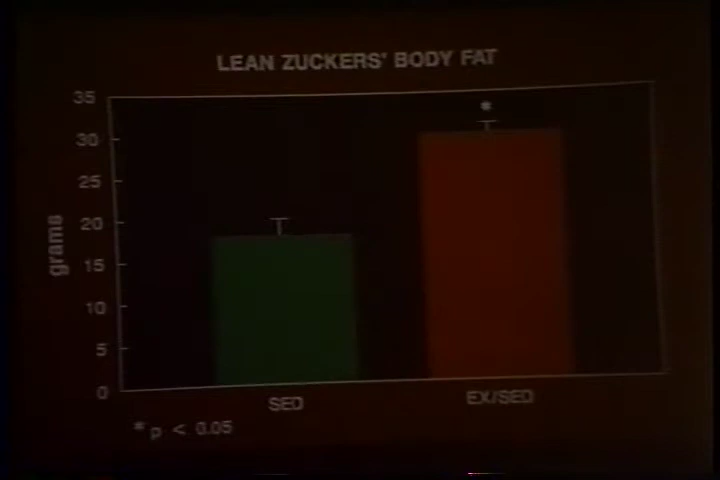 LEAN ZUCKERS' BODY FAT
35
30
25
20
15
10
5
0
grams
*
SED
EX/SED
* p < 0.05